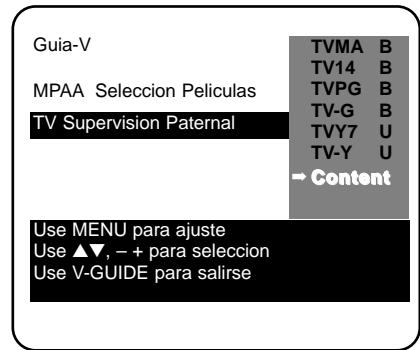 Guia-V
MPAA Seleccion Peliculas
TV Supervision Paternal
TVMA B
TV14 B
TVPG B
TV-G B
TVY7 U
TV-Y U
➡ Content
Use MENU para ajuste
Use ▲▼, – + para seleccion
Use V-GUIDE para salirse